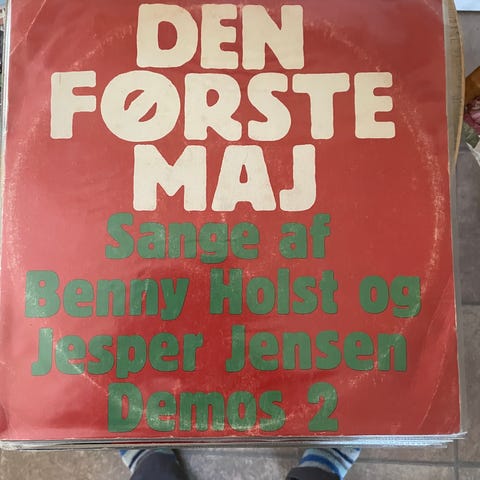 DEN
FØRSTE
MAJ
Sange af
Benny Holst og
Jesper Jensen
Demos 2